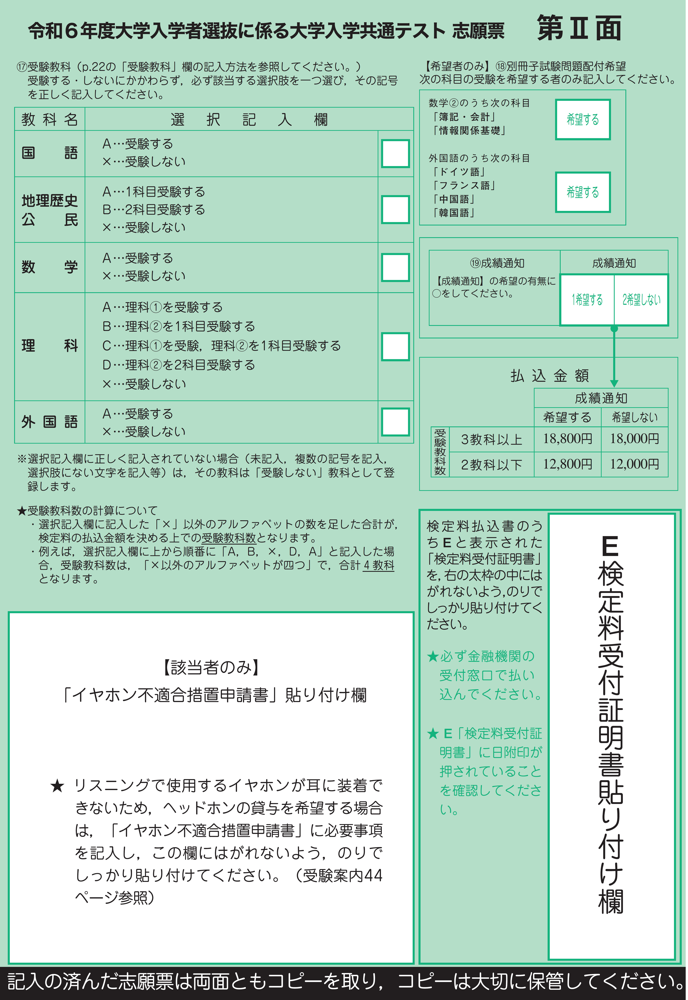 令和６年度大学入学者選抜に係る大学入学共通テスト 志願票　第Ⅱ面
⑰受験教科（p.22の「受験教科」欄の記入方法を参照してください。）
受験する・しないにかかわらず，必ず該当する選択肢を一つ選び，その記号
を正しく記入してください。
教科名　選択記入欄
国語
A…受験する
×…受験しない
地理歴史
公民
A…1科目受験する
B…2科目受験する
×…受験しない
数学
A…受験する
×…受験しない
理科
A…理科①を受験する
B…理科②を1科目受験する
C…理科①を受験，理科②を1科目受験する
D…理科②を2科目受験する
×…受験しない
外国語
A…受験する
×…受験しない
※選択記入欄に正しく記入されていない場合（未記入，複数の記号を記入，
選択肢にない文字を記入等）は，その教科は「受験しない」教科として登
録します。
★受験教科数の計算について
・選択記入欄に記入した「×」以外のアルファベットの数を足した合計が，
検定料の払込金額を決める上での受験教科数となります。
・例えば，選択記入欄に上から順番に「A，B，×，D，A」と記入した場
合，受験教科数は，「×以外のアルファベットが四つ」で，合計４教科
となります。
【該当者のみ】
「イヤホン不適合措置申請書」貼り付け欄
★ リスニングで使用するイヤホンが耳に装着で
きないため，ヘッドホンの貸与を希望する場合
は，「イヤホン不適合措置申請書」に必要事項
を記入し，この欄にはがれないよう，のりで
しっかり貼り付けてください。（受験案内44
ページ参照）
【希望者のみ】⑱別冊子試験問題配付希望
次の科目の受験を希望する者のみ記入してください。
数学②のうち次の科目
「簿記・会計」
「情報関係基礎」
希望する
外国語のうち次の科目
「ドイツ語」
「フランス語」
「中国語」
「韓国語」
希望する
⑲成績通知　成績通知
【成績通知】の希望の有無に
○をしてください。
1希望する　2希望しない
払込金額
成績通知
希望する　希望しない
受験教科数
3教科以上　18,800円　18,000円
2教科以下　12,800円　12,000円
検定料払込書のう
ちEと表示された
「検定料受付証明書」
を，右の太枠の中には
がれないよう，のりで
しっかり貼り付けてく
ださい。
★必ず金融機関の
受付窓口で払い
込んでください。
★ E「検定料受付証
明書」に日附印が
押されていること
を確認してくださ
い。
E検定料受付証明書貼り付け欄
記入の済んだ志願票は両面ともコピーを取り，コピーは大切に保管してください。